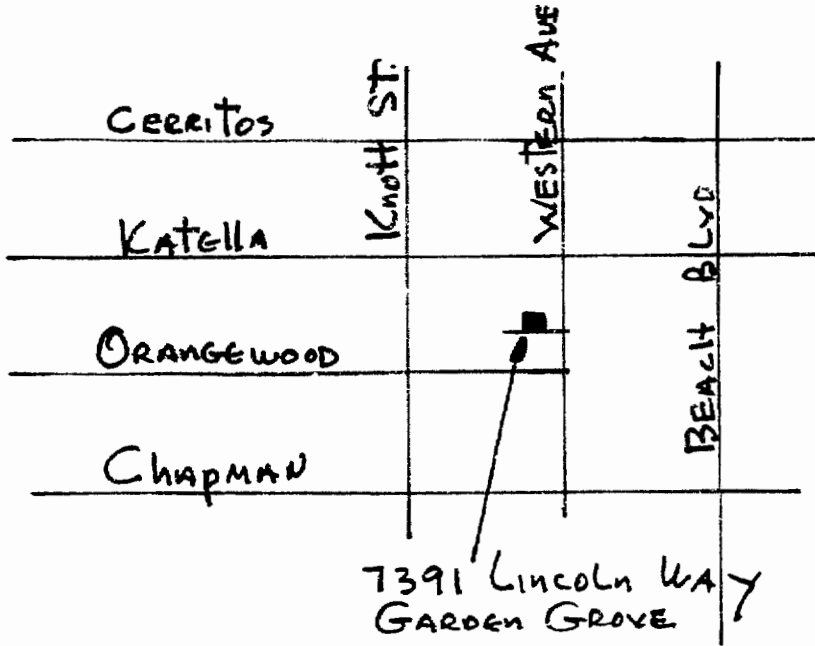 Cerritos
Knott St.
Western Ave
Katella
Beach Blvd
Orangewood
Chapman
7391 Lincoln Way
Garden Grove